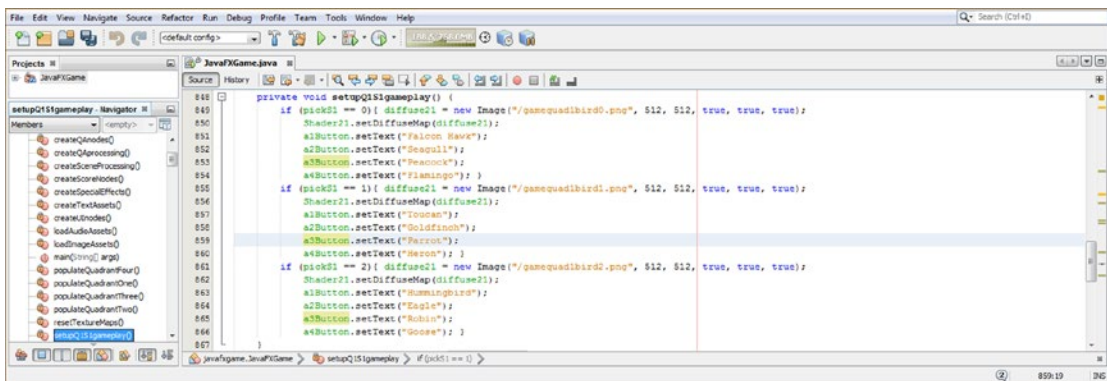 File Edit View Navigate Source Refactor Run Debug Profile Team Tools Window Help
Search (Ctrl+I)
<default config>
Projects
JavaFXGame
JavaFXGame.java
Source History
setupQ1S1gameplay - Navigator
Members <empty>
createQAnodes()
createQAprocessing()
createSceneProcessing()
createScoreNodes()
createSpecialEffects()
createTextAssets()
createUInodes()
loadAudioAssets()
loadImageAssets()
main(String[] args)
populateQuadrantFour()
populateQuadrantOne()
populateQuadrantThree()
populateQuadrantTwo()
resetTextureMaps()
setupQ1S1gameplay()
848 private void setupQ1S1gameplay() {
849 if (pickS1 == 0){ diffuse21 = new Image("/gamequad1bird0.png", 512, 512, true, true, true);
850 Shader21.setDiffuseMap(diffuse21);
851 a1Button.setText("Falcon Hawk");
852 a2Button.setText("Seagull");
853 a3Button.setText("Peacock");
854 a4Button.setText("Flamingo"); }
855 if (pickS1 == 1){ diffuse21 = new Image("/gamequad1bird1.png", 512, 512, true, true, true);
856 Shader21.setDiffuseMap(diffuse21);
857 a1Button.setText("Toucan");
858 a2Button.setText("Goldfinch");
859 a3Button.setText("Parrot");
860 a4Button.setText("Heron"); }
861 if (pickS1 == 2){ diffuse21 = new Image("/gamequad1bird2.png", 512, 512, true, true, true);
862 Shader21.setDiffuseMap(diffuse21);
863 a1Button.setText("Hummingbird");
864 a2Button.setText("Eagle");
865 a3Button.setText("Robin");
866 a4Button.setText("Goose"); }
867 }
javafxgame.JavaFXGame setupQ1S1gameplay if (pickS1 == 1)
2 859:19 INS